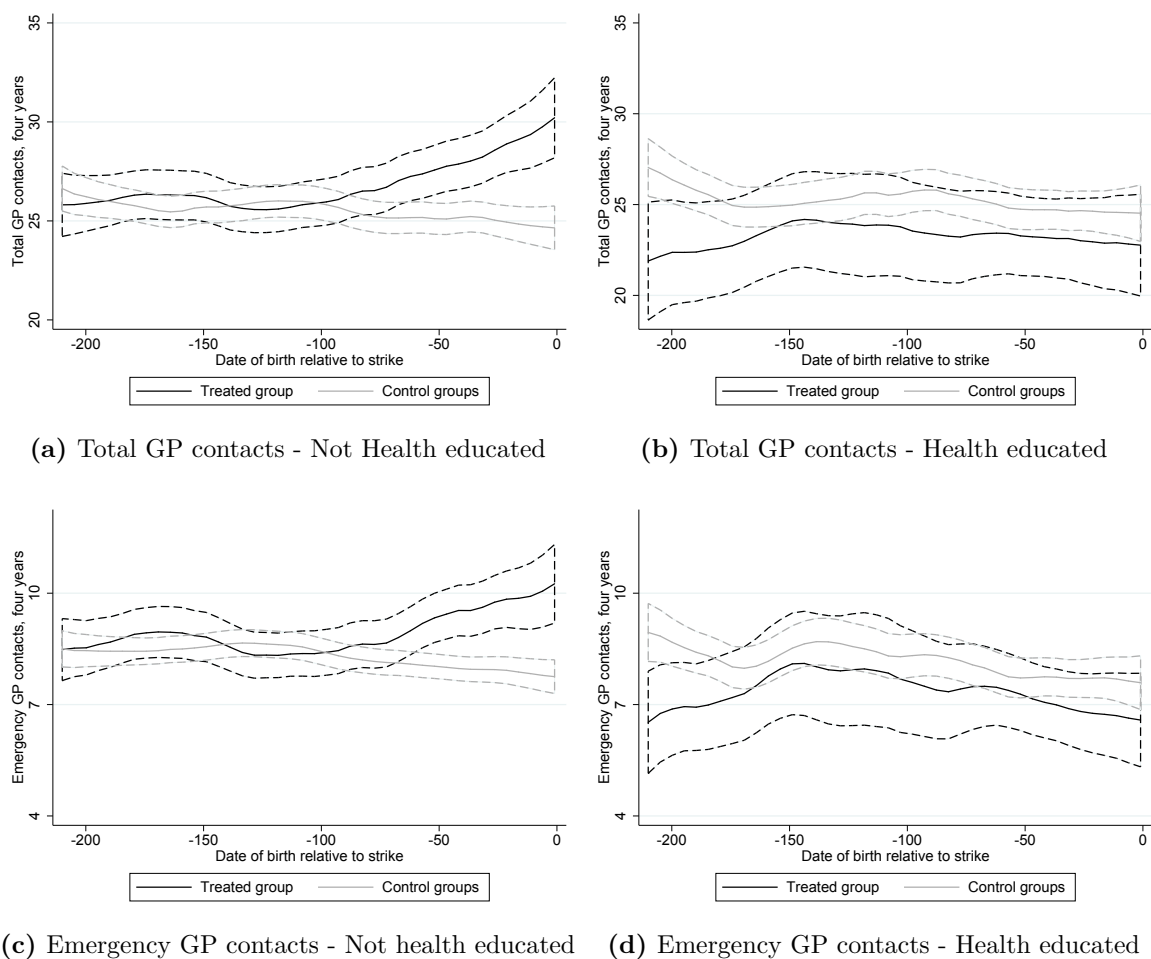 Total GP contacts, four years
35
30
25
20
-200 -150 -100 -50 0
Date of birth relative to strike
Treated group Control groups
(a) Total GP contacts - Not Health educated
Total GP contacts, four years
35
30
25
20
-200 -150 -100 -50 0
Date of birth relative to strike
Treated group Control groups
(b) Total GP contacts - Health educated
Emergency GP contacts, four years
10
7
4
-200 -150 -100 -50 0
Date of birth relative to strike
Treated group Control groups
(c) Emergency GP contacts - Not health educated
Emergency GP contacts, four years
10
7
4
-200 -150 -100 -50 0
Date of birth relative to strike
Treated group Control groups
(d) Emergency GP contacts - Health educated